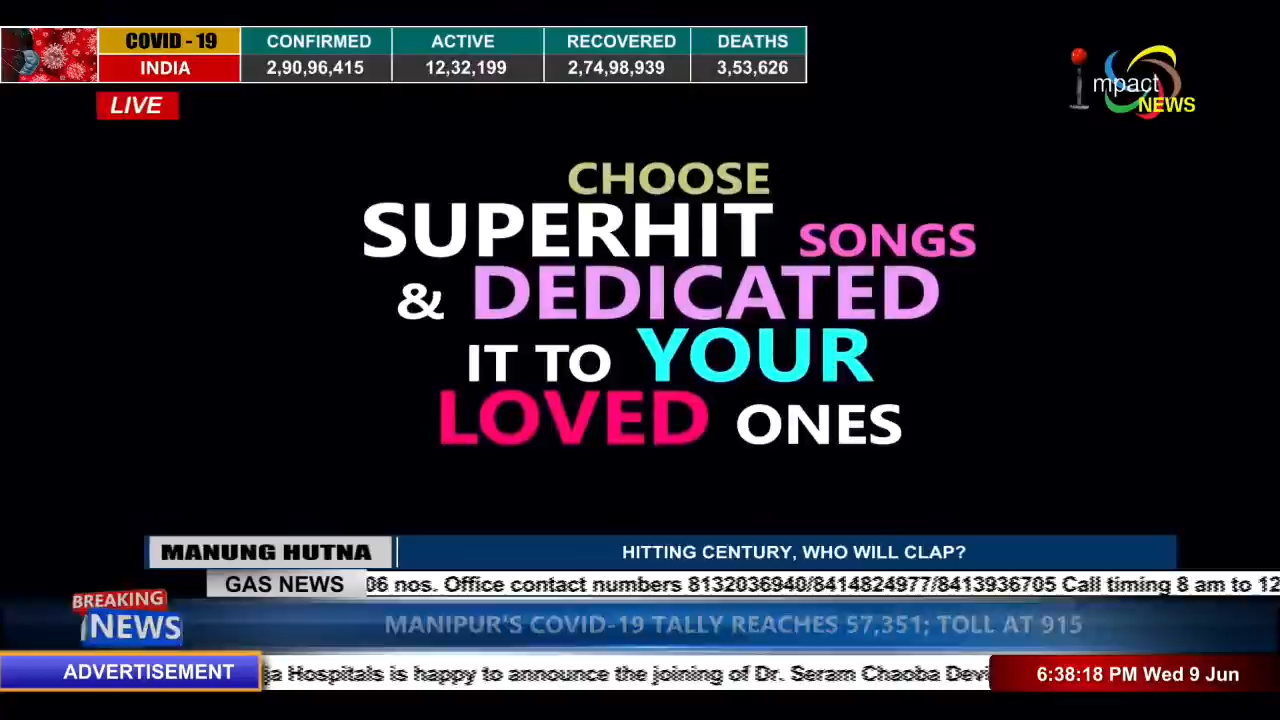 COVID - 19 CONFIRMED ACTIVE RECOVERED DEATHS
INDIA 2,90,96,415 12,32,199 2,74,98,939 3,53,626
LIVE
impact
NEWS
CHOOSE
SUPERHIT SONGS
& DEDICATED
IT TO YOUR
LOVED ONES
MANUNG HUTNA HITTING CENTURY, WHO WILL CLAP?
GAS NEWS 06 nos. Office contact numbers 8132036940/8414824977/8413936705 Call timing 8 am to 12
BREAKING
NEWS
MANIPUR'S COVID-19 TALLY REACHES 57,351; TOLL AT 915
ADVERTISEMENT Hospitals is happy to announce the joining of Dr. Seram Chaoba Devi 6:38:18 PM Wed 9 Jun